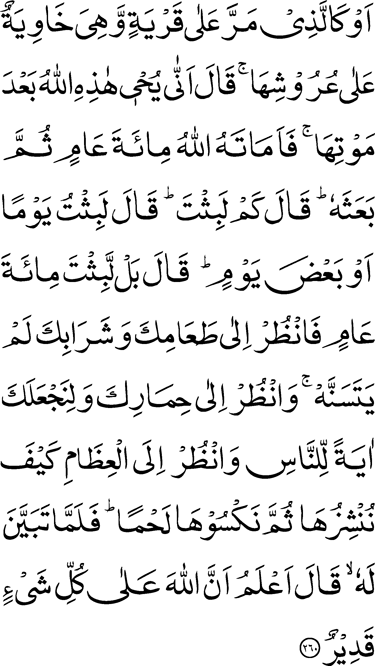 اَوۡ کَالَّذِیۡ مَرَّ عَلٰی قَرۡیَۃٍ وَّ ہِیَ خَاوِیَۃٌ
عَلٰی عُرُوۡشِہَا ۚ قَالَ اَنّٰی یُحۡیٖ ہٰذِہِ اللّٰہُ بَعۡدَ
مَوۡتِہَا ۚ فَاَمَاتَہُ اللّٰہُ مِائَۃَ عَامٍ ثُمَّ
بَعَثَہٗ ؕ قَالَ کَمۡ لَبِثۡتَ ؕ قَالَ لَبِثۡتُ یَوۡمًا
اَوۡ بَعۡضَ یَوۡمٍ ؕ قَالَ بَلۡ لَّبِثۡتَ مِائَۃَ
عَامٍ فَانۡظُرۡ اِلٰی طَعَامِکَ وَ شَرَابِکَ لَمۡ
یَتَسَنَّہۡ ۚ وَ انۡظُرۡ اِلٰی حِمَارِکَ وَ لِنَجۡعَلَکَ
اٰیَۃً لِّلنَّاسِ وَ انۡظُرۡ اِلَی الۡعِظَامِ کَیۡفَ
نُنۡشِزُہَا ثُمَّ نَکۡسُوۡہَا لَحۡمًا ؕ فَلَمَّا تَبَیَّنَ
لَہٗ ۙ قَالَ اَعۡلَمُ اَنَّ اللّٰہَ عَلٰی کُلِّ شَیۡءٍ
قَدِیۡرٌ ﴿۲۶۰﴾